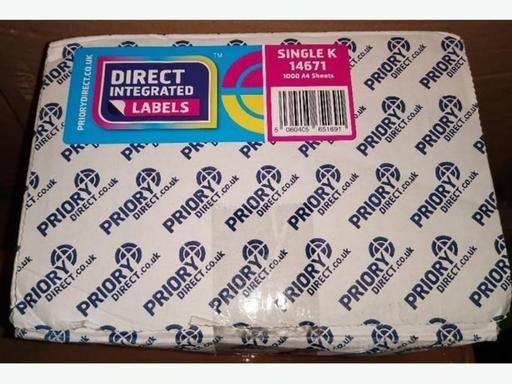 PRIORYDIRECT.CO.UK
DIRECT
INTEGRATED
LABELS
TM
SINGLE K
14671
1000 A4 Sheets
5 060405 651691
PRIORY
DIRECT.co.uk